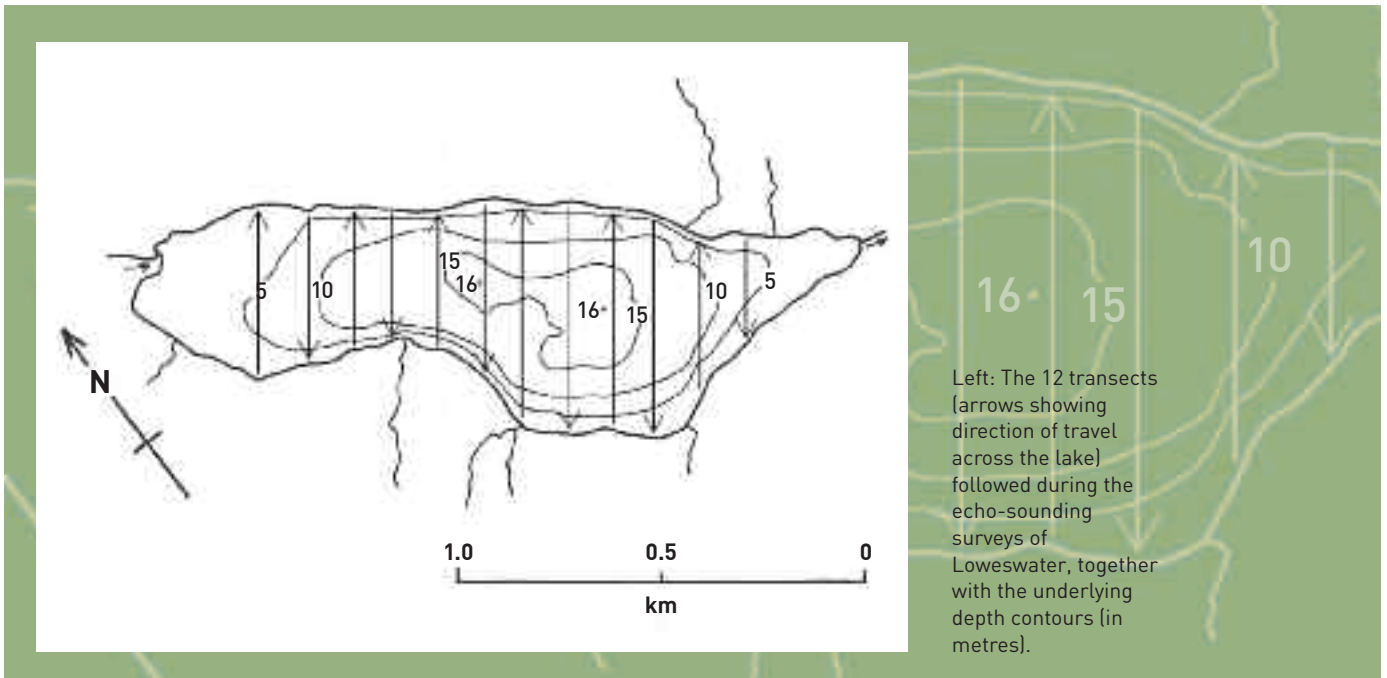 5
10
15
16
16
15
10
5
N
1.0
0.5
0
km
16
15
10
Left: The 12 transects
(arrows showing
direction of travel
across the lake)
followed during the
echo-sounding
surveys of
Loweswater, together
with the underlying
depth contours (in
metres).